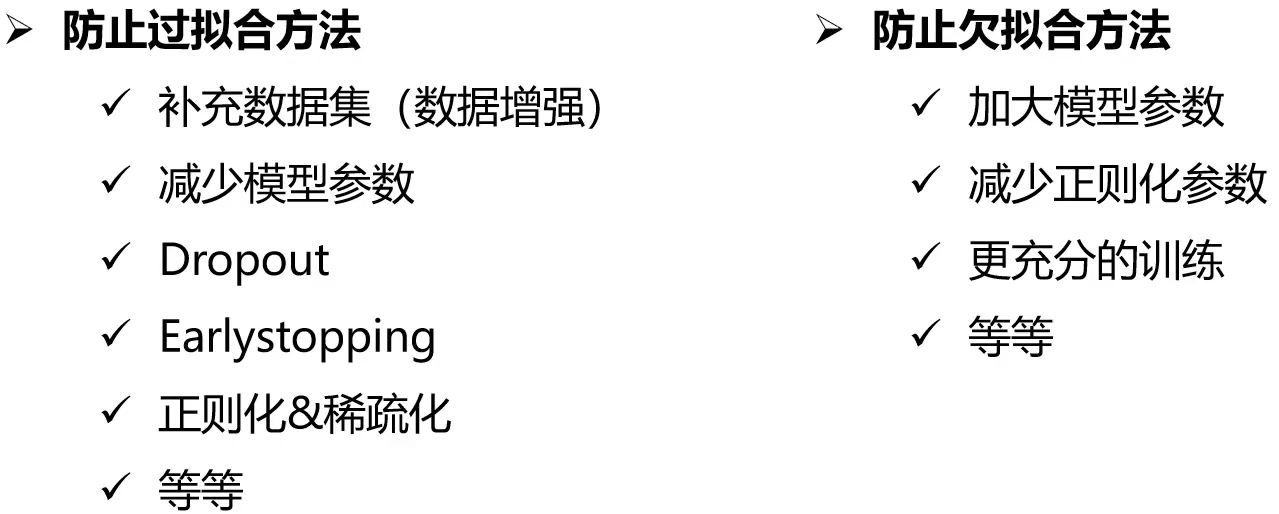 防止过拟合方法
补充数据集（数据增强）
减少模型参数
Dropout
Earlystopping
正则化&稀疏化
等等
防止欠拟合方法
加大模型参数
减少正则化参数
更充分的训练
等等